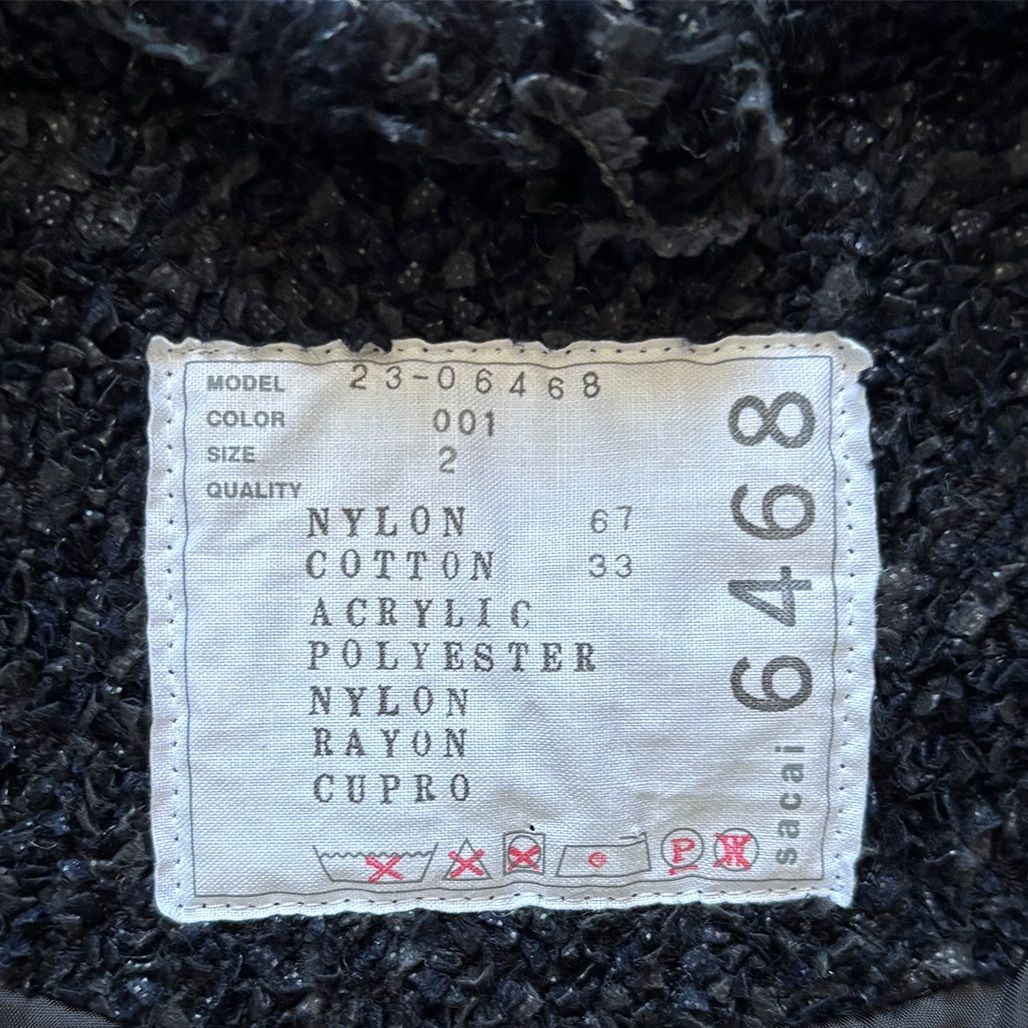 MODEL 23-06468
COLOR 001
SIZE 2
QUALITY
NYLON 67
COTTON 33
ACRYLIC
POLYESTER
NYLON
RAYON
CUPRO
P W
sacai 6468